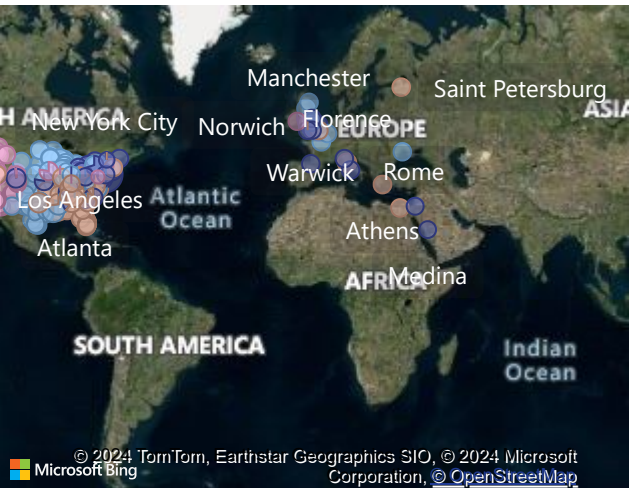 Manchester
Saint Petersburg
H AMERICA
ASIA
New York City
Norwich
Florence
EUROPE
Warwick
Rome
Los Angeles
Atlantic
Ocean
Athens
Atlanta
AFRICA
Medina
SOUTH AMERICA
Indian
Ocean
© 2024 TomTom, Earthstar Geographics SIO, © 2024 Microsoft
Corporation, © OpenStreetMap
Microsoft Bing